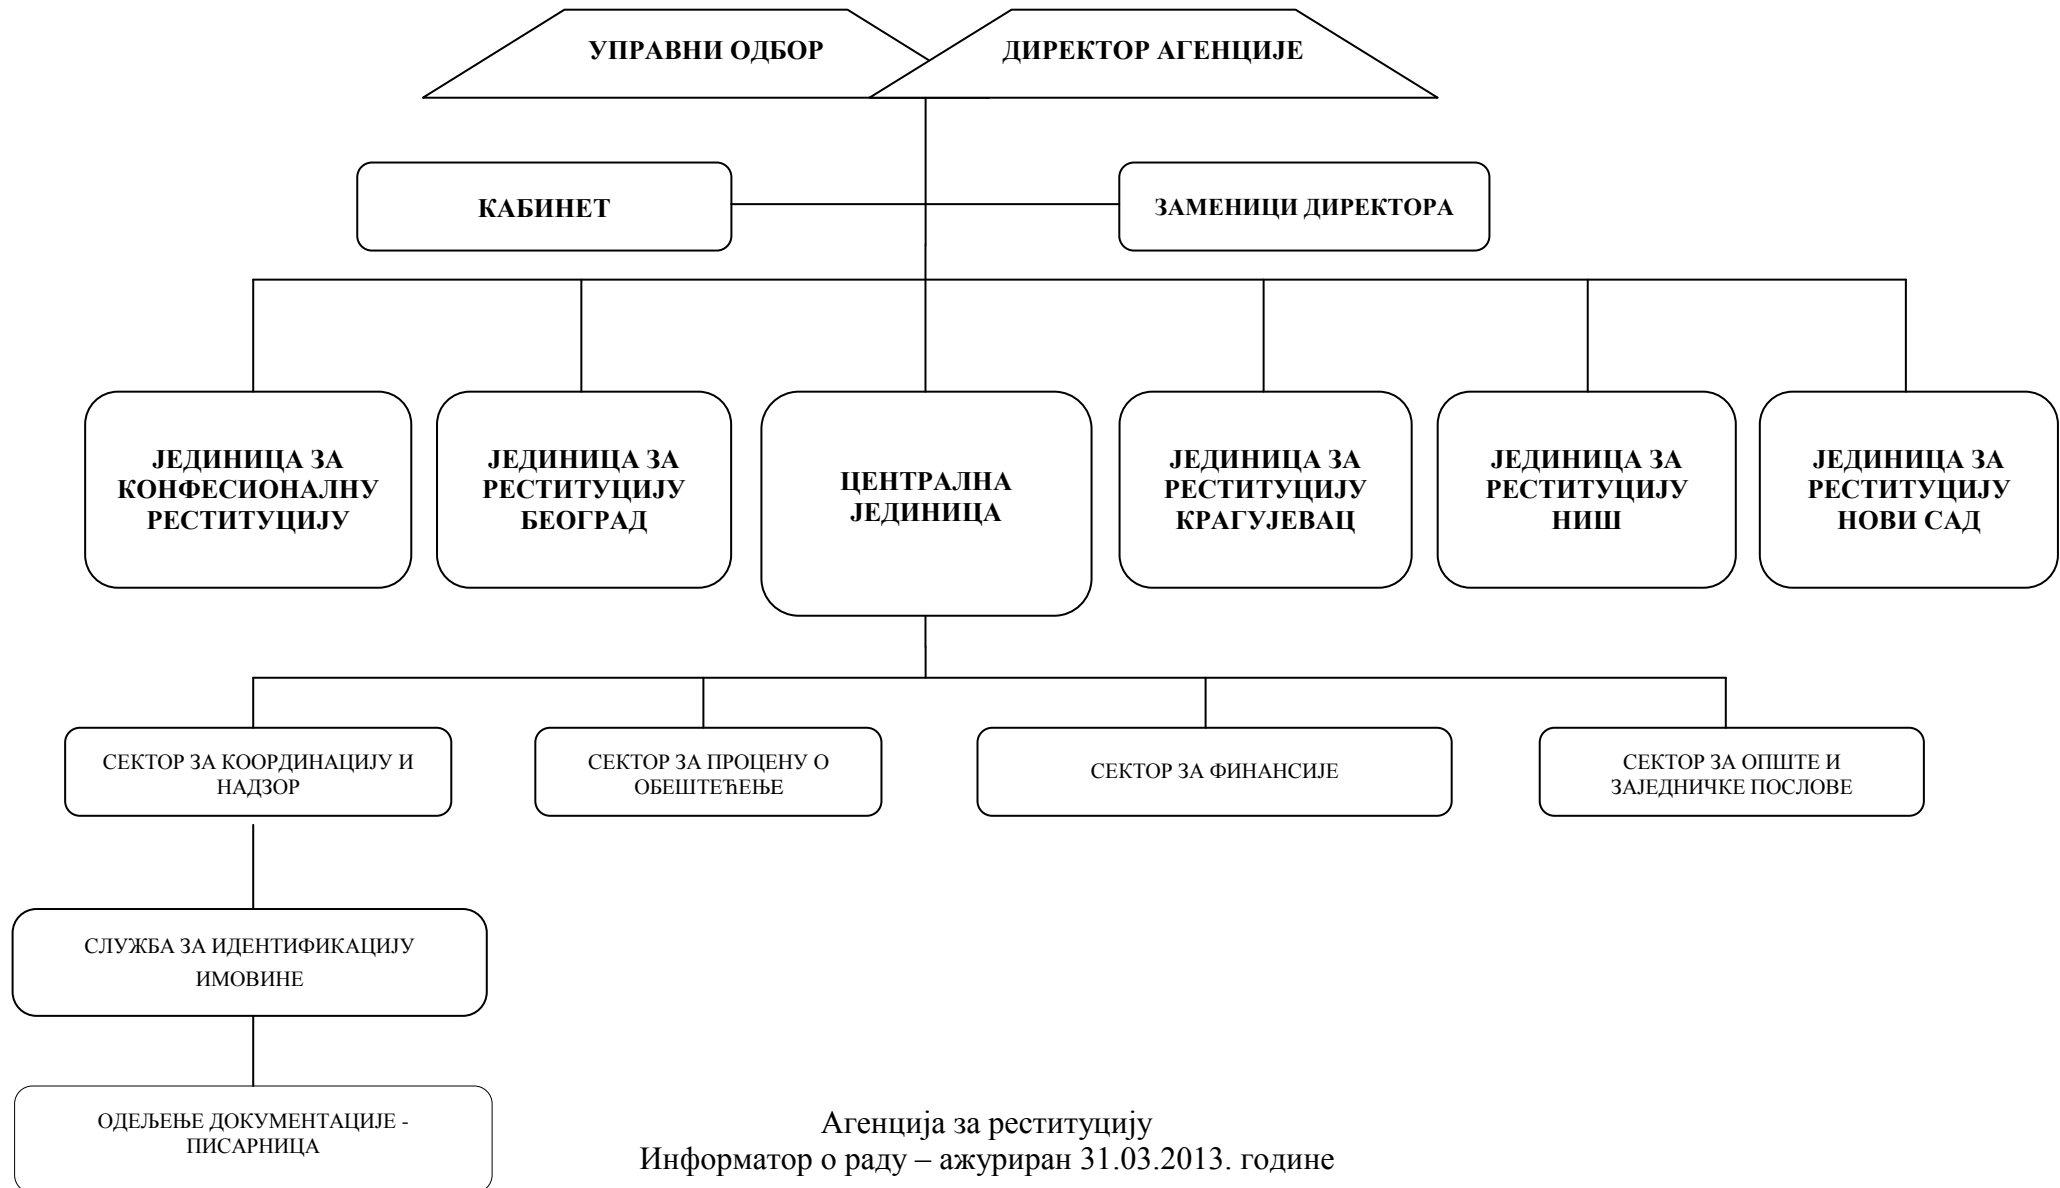 УПРАВНИ ОДБОР
ДИРЕКТОР АГЕНЦИЈЕ
КАБИНЕТ
ЗАМЕНИЦИ ДИРЕКТОРА
ЈЕДИНИЦА ЗА
КОНФЕСИОНАЛНУ
РЕСТИТУЦИЈУ
ЈЕДИНИЦА ЗА
РЕСТИТУЦИЈУ
БЕОГРАД
ЦЕНТРАЛНА
ЈЕДИНИЦА
ЈЕДИНИЦА ЗА
РЕСТИТУЦИЈУ
КРАГУЈЕВАЦ
ЈЕДИНИЦА ЗА
РЕСТИТУЦИЈУ
НИШ
ЈЕДИНИЦА ЗА
РЕСТИТУЦИЈУ
НОВИ САД
СЕКТОР ЗА КООРДИНАЦИЈУ И
НАДЗОР
СЕКТОР ЗА ПРОЦЕНУ О
ОБЕШТЕЋЕЊЕ
СЕКТОР ЗА ФИНАНСИЈЕ
СЕКТОР ЗА ОПШТЕ И
ЗАЈЕДНИЧКЕ ПОСЛОВЕ
СЛУЖБА ЗА ИДЕНТИФИКАЦИЈУ
ИМОВИНЕ
ОДЕЉЕЊЕ ДОКУМЕНТАЦИЈЕ -
ПИСАРНИЦА
Агенција за реституцију
Информатор о раду – ажуриран 31.03.2013. године